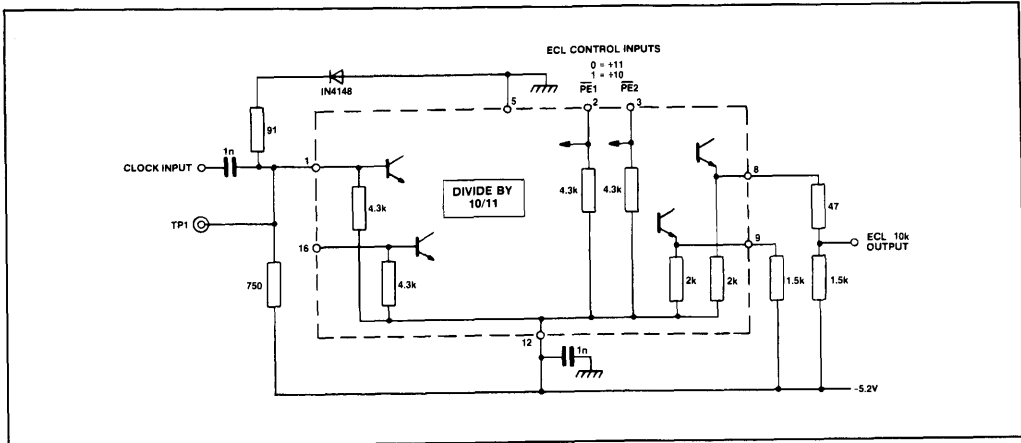 ECL CONTROL INPUTS
0 = ÷11
1 = ÷10
PE1 PE2
IN4148
5
2
3
91
1n
CLOCK INPUT
1
8
DIVIDE BY
10/11
4.3k
4.3k
4.3k
47
TP1
16
9
ECL 10k
OUTPUT
750
4.3k
2k
2k
1.5k
1.5k
12
1n
-5.2V